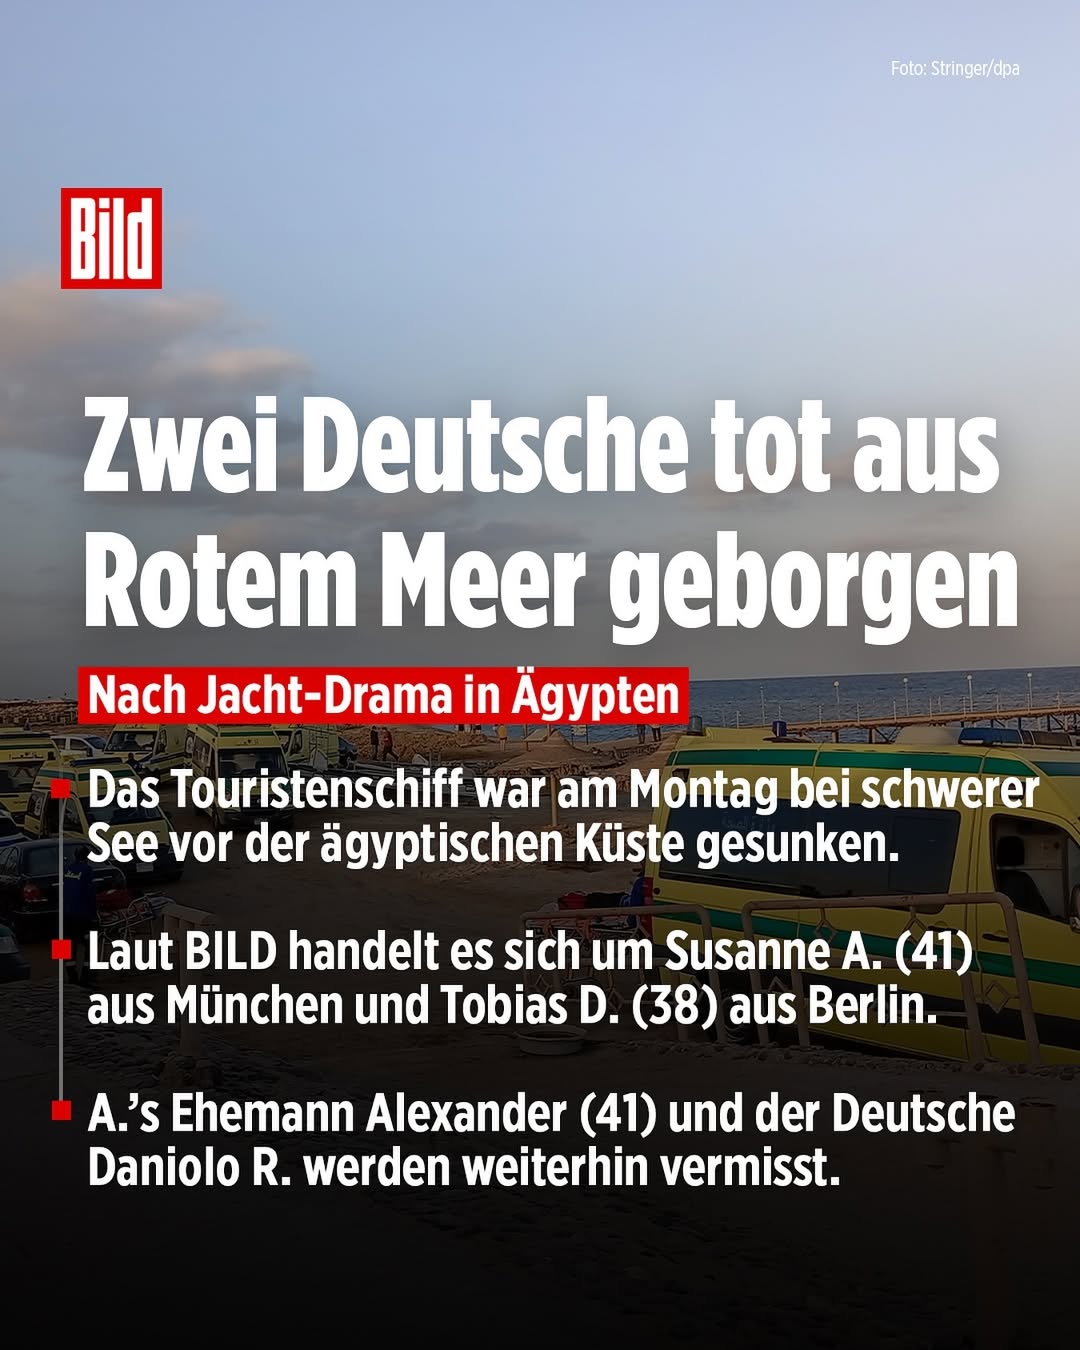 Foto: Stringer/dpa
Bild
Zwei Deutsche tot aus
Rotem Meer geborgen
Nach Jacht-Drama in Ägypten
Das Touristenschiff war am Montag bei schwerer
See vor der ägyptischen Küste gesunken.
Laut BILD handelt es sich um Susanne A. (41)
aus München und Tobias D. (38) aus Berlin.
A.’s Ehemann Alexander (41) und der Deutsche
Daniolo R. werden weiterhin vermisst.